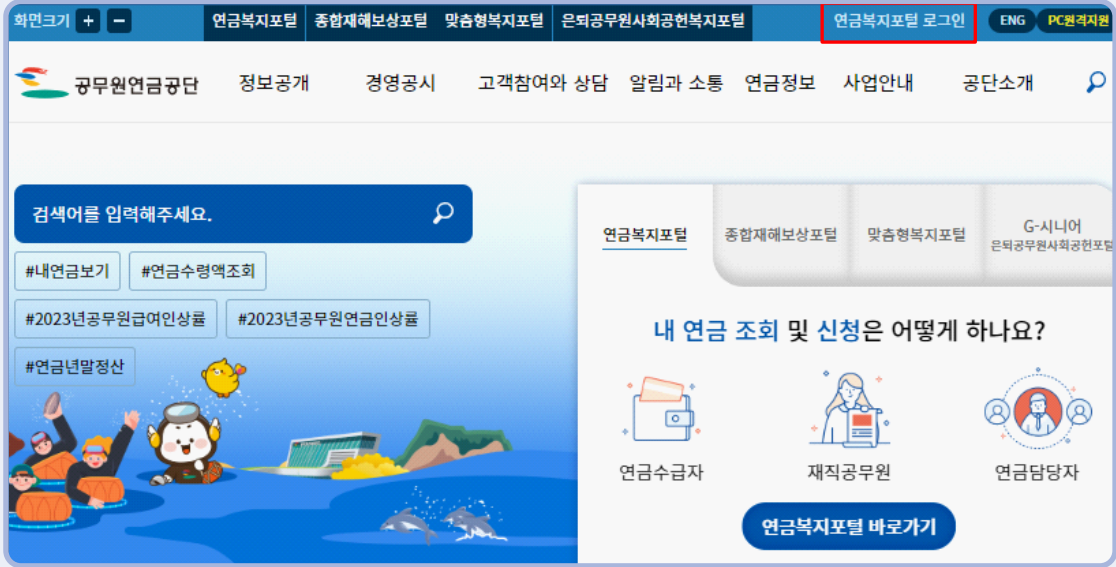 화면크기 + −
연금복지포털 종합재해보상포털 맞춤형복지포털 은퇴공무원사회공헌복지포털
연금복지포털 로그인 ENG PC원격지원
공무원연금공단 정보공개 경영공시 고객참여와 상담 알림과 소통 연금정보 사업안내 공단소개
검색어를 입력해주세요.
#내연금보기 #연금수령액조회
#2023년공무원급여인상률 #2023년공무원연금인상률
#연금년말정산
연금복지포털 종합재해보상포털 맞춤형복지포털 G-시니어
은퇴공무원사회공헌포털
내 연금 조회 및 신청은 어떻게 하나요?
연금수급자 재직공무원 연금담당자
연금복지포털 바로가기